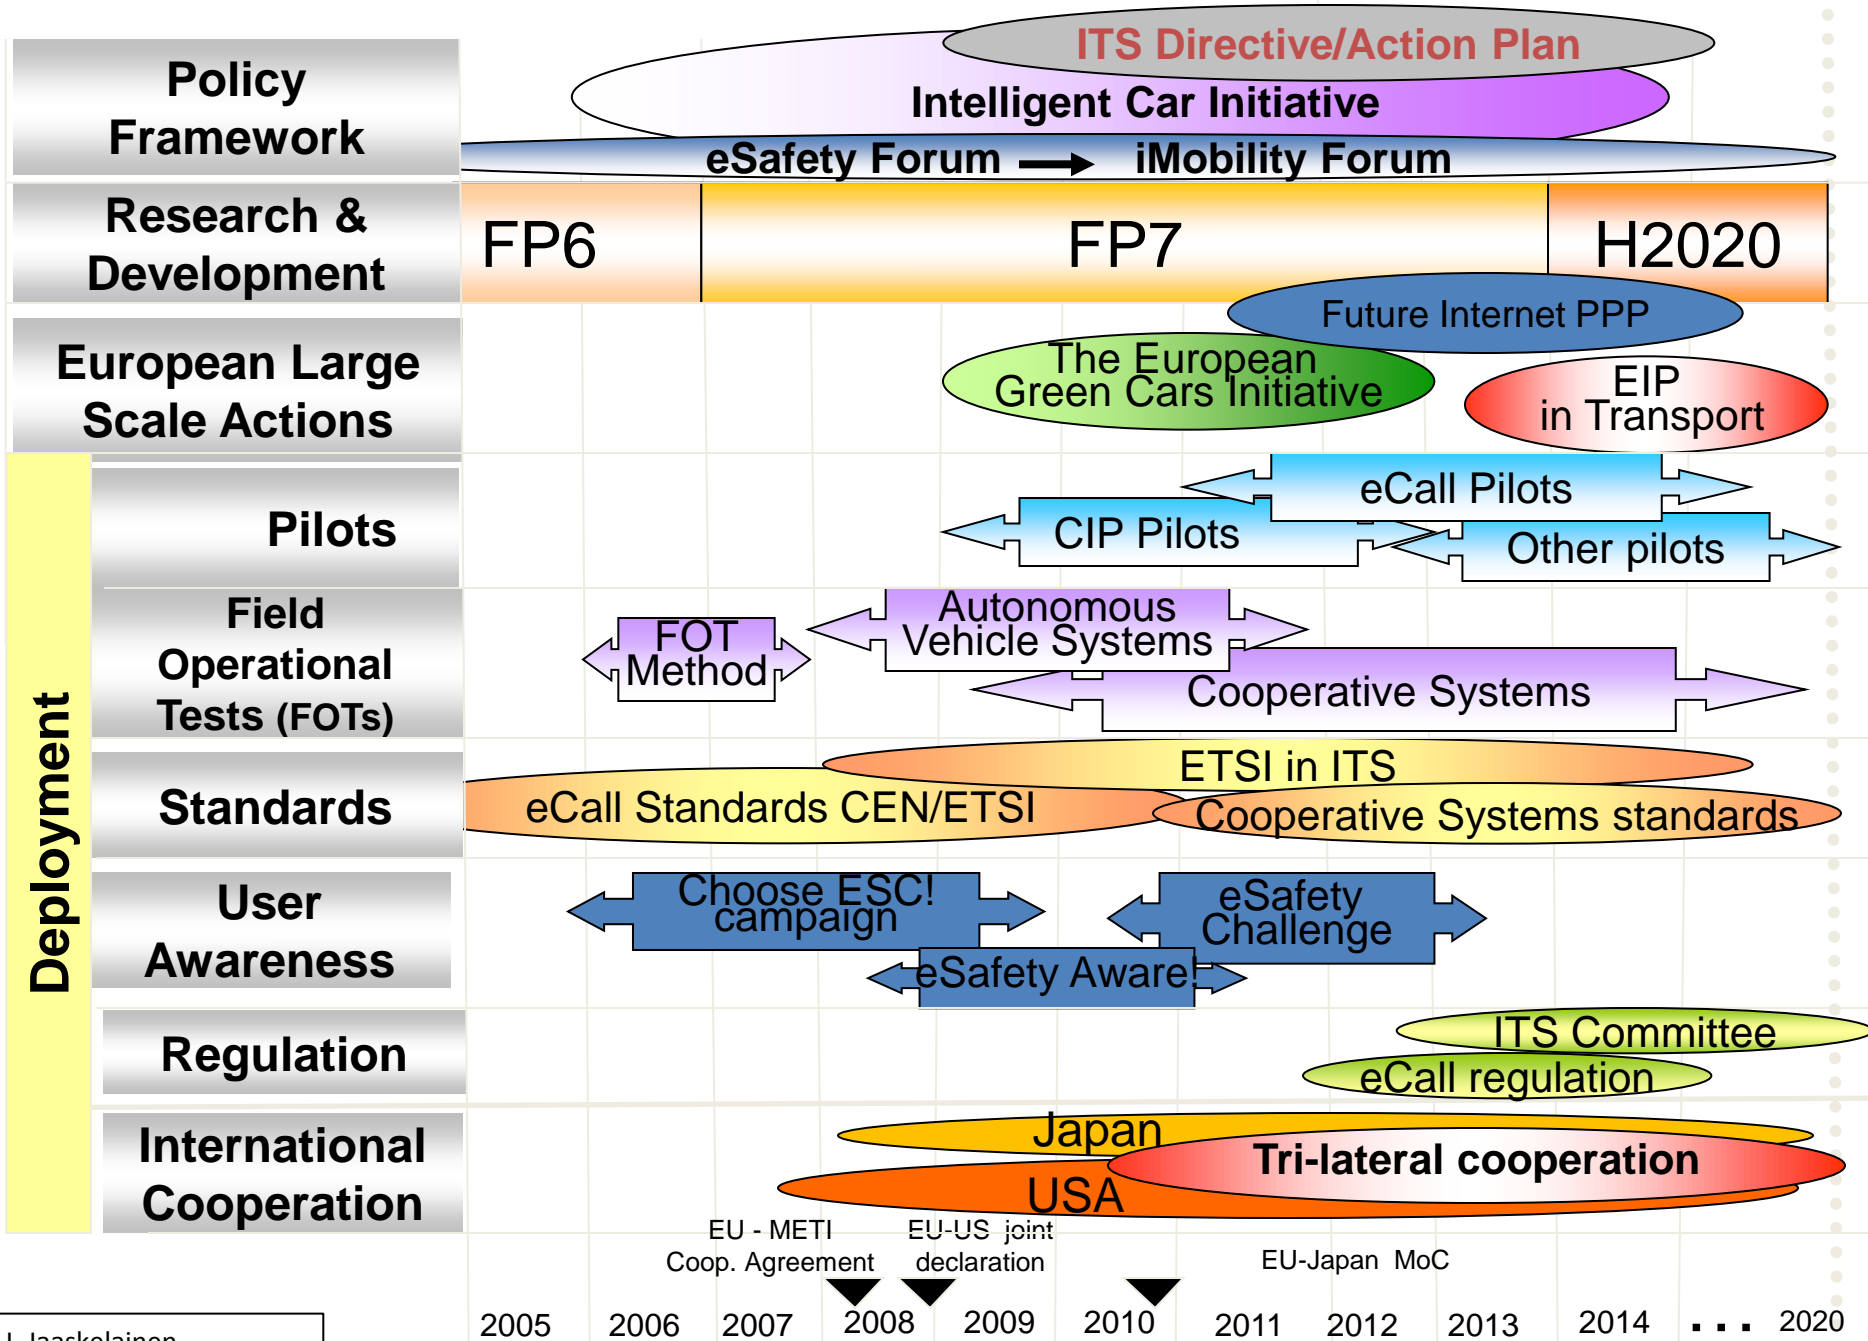 Policy
Framework
ITS Directive/Action Plan
Intelligent Car Initiative
eSafety Forum
iMobility Forum
Research &
Development
FP6
FP7
H2020
European Large
Scale Actions
Future Internet PPP
The European
Green Cars Initiative
EIP
in Transport
Deployment
Pilots
eCall Pilots
CIP Pilots
Other pilots
Field
Operational
Tests (FOTs)
FOT
Method
Autonomous
Vehicle Systems
Cooperative Systems
Standards
ETSI in ITS
eCall Standards CEN/ETSI
Cooperative Systems standards
User
Awareness
Choose ESC!
campaign
eSafety Aware!
eSafety
Challenge
Regulation
ITS Committee
eCall regulation
International
Cooperation
Japan
USA
Tri-lateral cooperation
EU - METI
Coop. Agreement
EU-US joint
declaration
EU-Japan MoC
2005 2006 2007 2008 2009 2010 2011 2012 2013 2014 ... 2020
J. Jaaskelainen